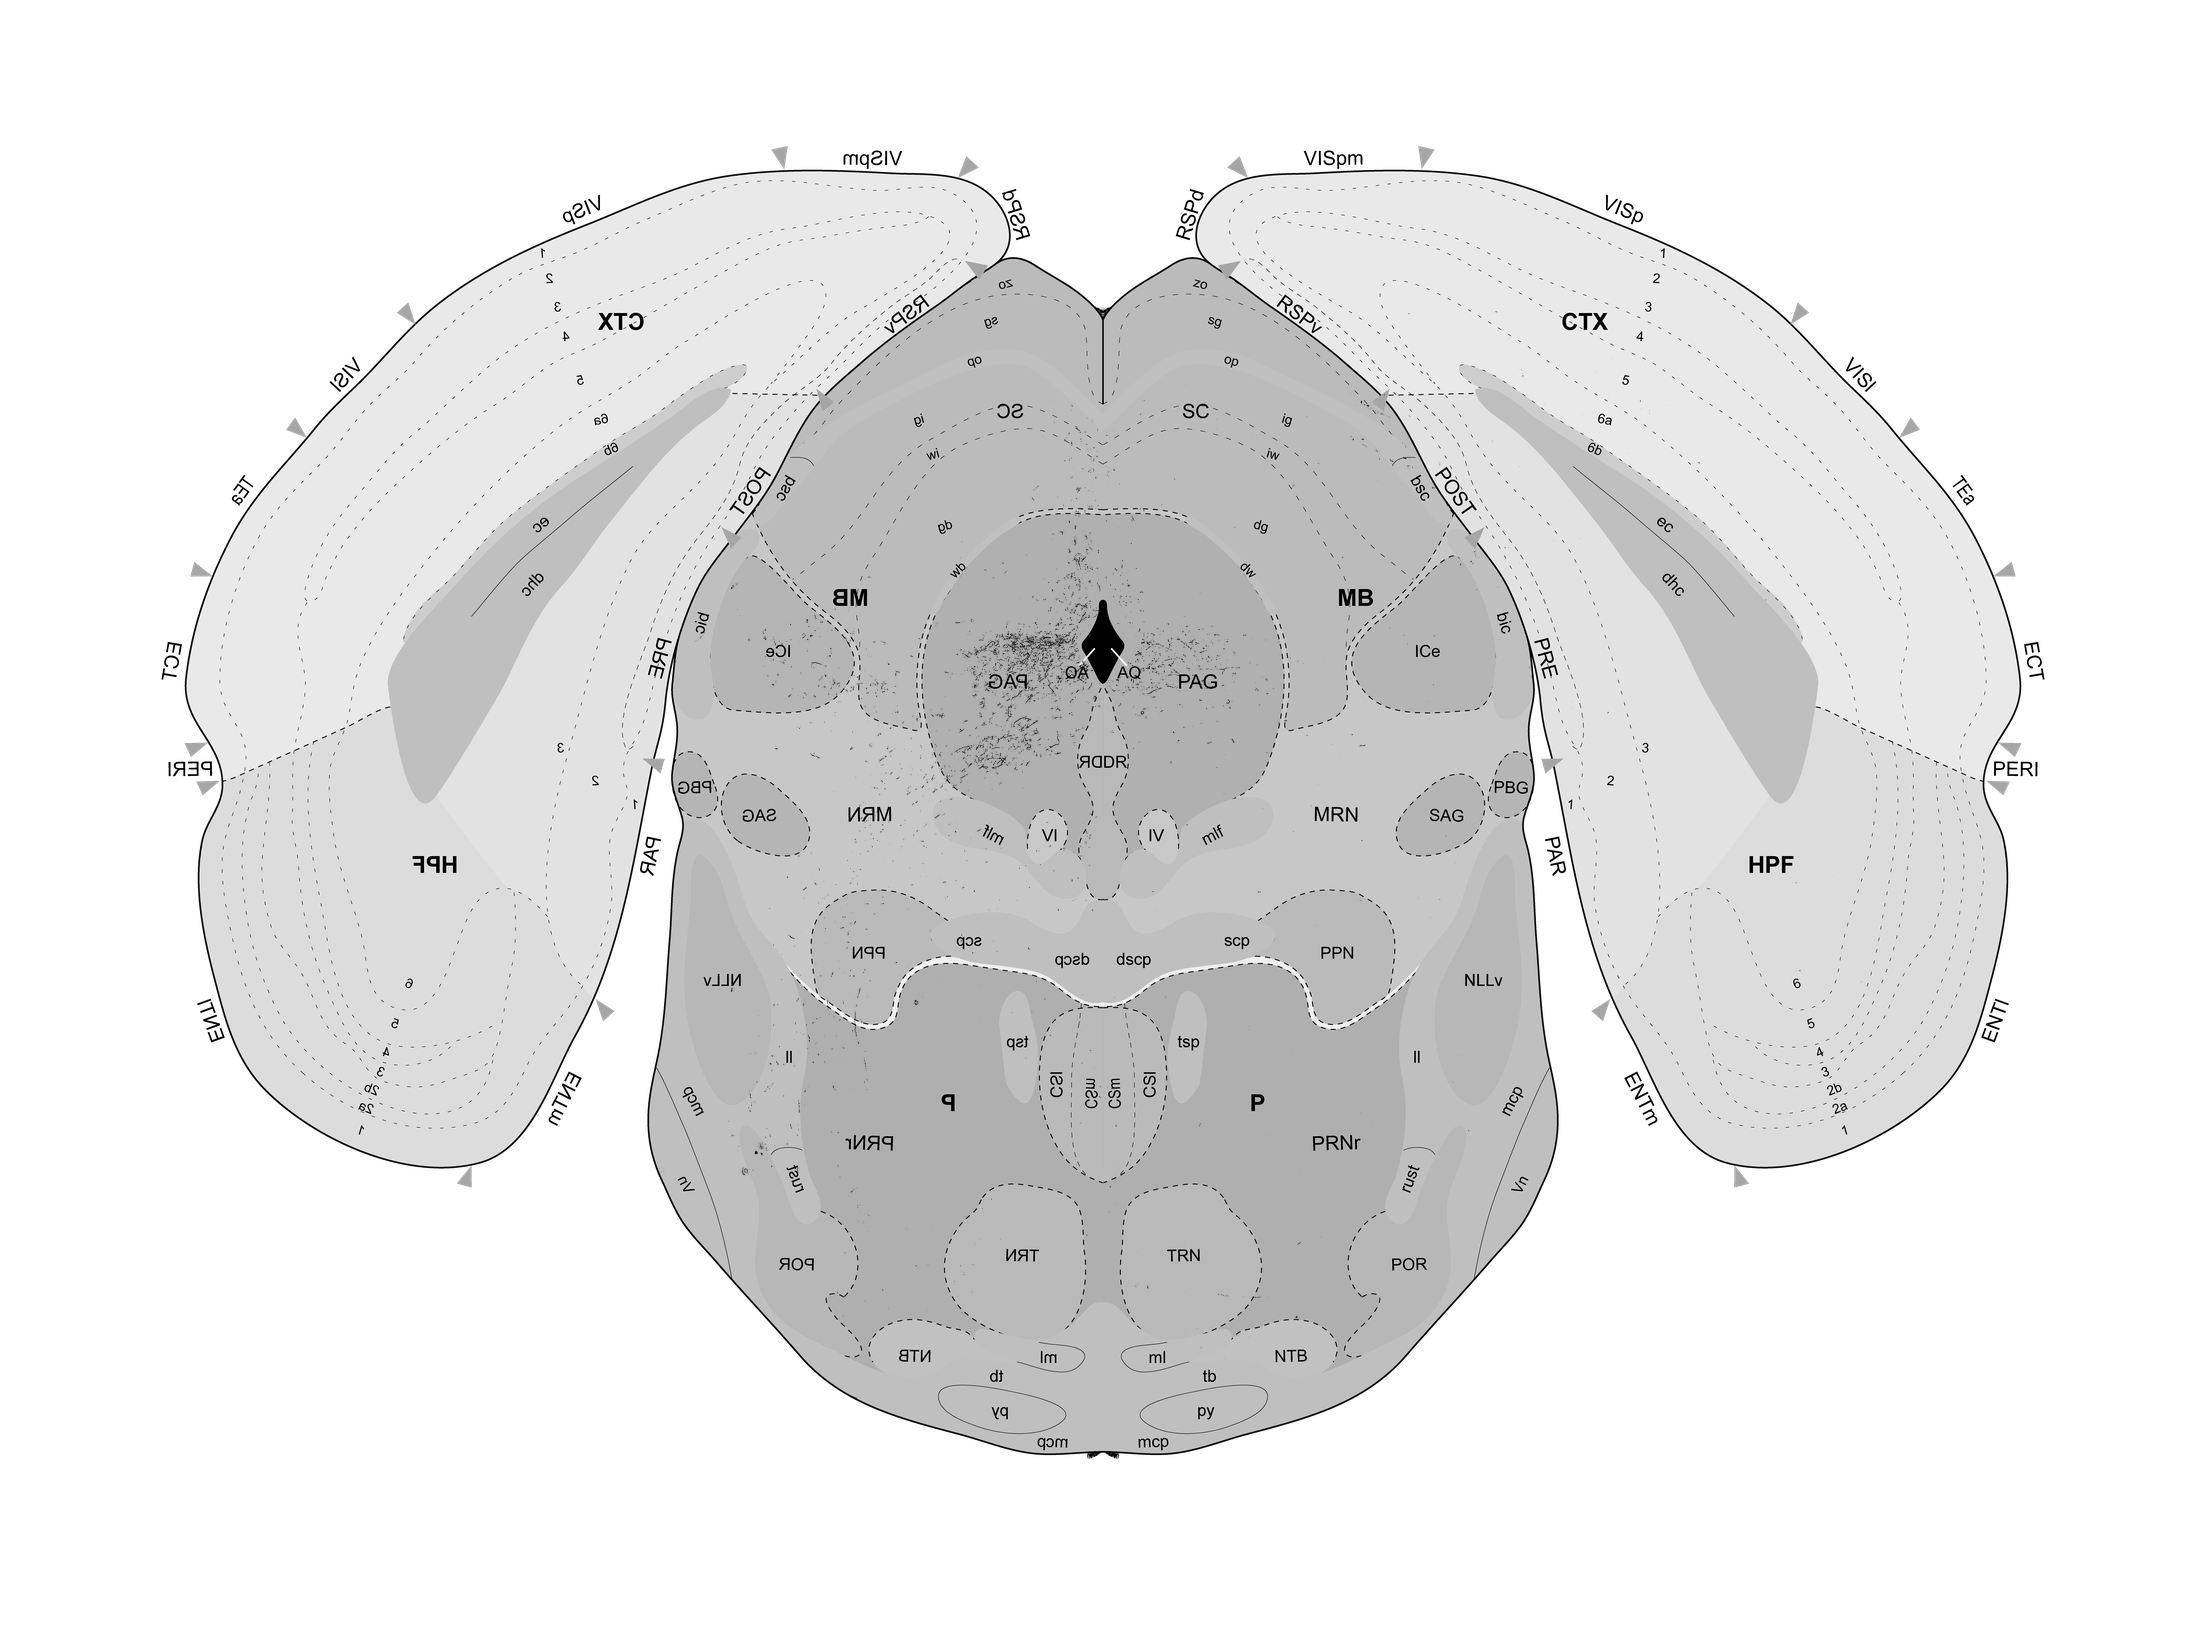 VISpm VISpm
VISp RSPd RSPd VISp
1 1
2 zo zo 2
3 RSPv sg sg RSPv 3
CTX CTX
4 4
VISl op op VISl
5 5
6a ig SC SC ig 6a
6b wi iw 6b
TEa POST bsc bsc POST TEa
ec dg dg ec
dhc dw dw dhc
MB MB
bic bic
ECT PRE ICe ICe PRE ECT
PAG AQ AQ PAG
3 3
PERI RDDR PERI
2 PBG PBG 2
1 SAG MRN MRN SAG 1
mlf IV IV mlf
HPF PAR PAR HPF
scp scp
PPN dscp dscp PPN
6 NLLv NLLv 6
ENTl 5 5 ENTl
tsp tsp
4 ll ll 4
3 3
2b ENTm CSl CSm CSm CSl ENTm 2b
2a mcp P P mcp 2a
1 1
PRNr PRNr
Vn rust rust Vn
POR TRN TRN POR
NTB ml ml NTB
tb tb
py py
mcp mcp